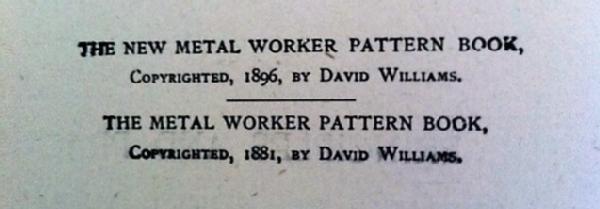 THE NEW METAL WORKER PATTERN BOOK,
COPYRIGHTED, 1896, BY DAVID WILLIAMS.
THE METAL WORKER PATTERN BOOK,
COPYRIGHTED, 1881, BY DAVID WILLIAMS.